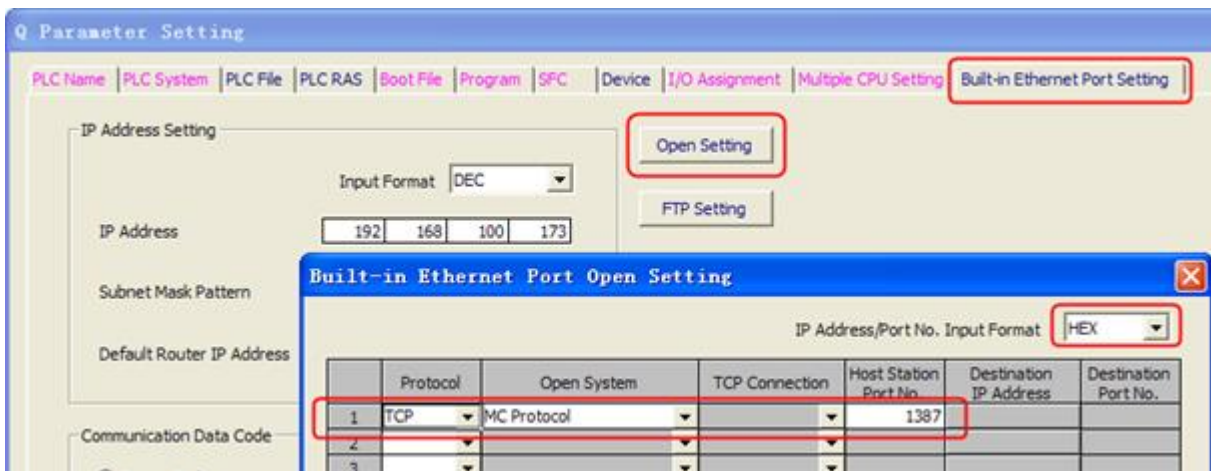 Q Parameter Setting
PLC Name PLC System PLC File PLC RAS Boot File Program SFC Device I/O Assignment Multiple CPU Setting Built-in Ethernet Port Setting
IP Address Setting
Open Setting
Input Format DEC
FTP Setting
IP Address 192 168 100 173
Subnet Mask Pattern
Default Router IP Address
Communication Data Code
Built-in Ethernet Port Open Setting
IP Address/Port No. Input Format HEX
Protocol Open System TCP Connection Host Station Port No. Destination IP Address Destination Port No.
1 TCP MC Protocol 1387
2
3